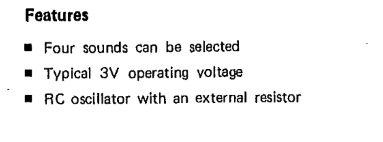 Features
■ Four sounds can be selected
■ Typical 3V operating voltage
■ RC oscillator with an external resistor